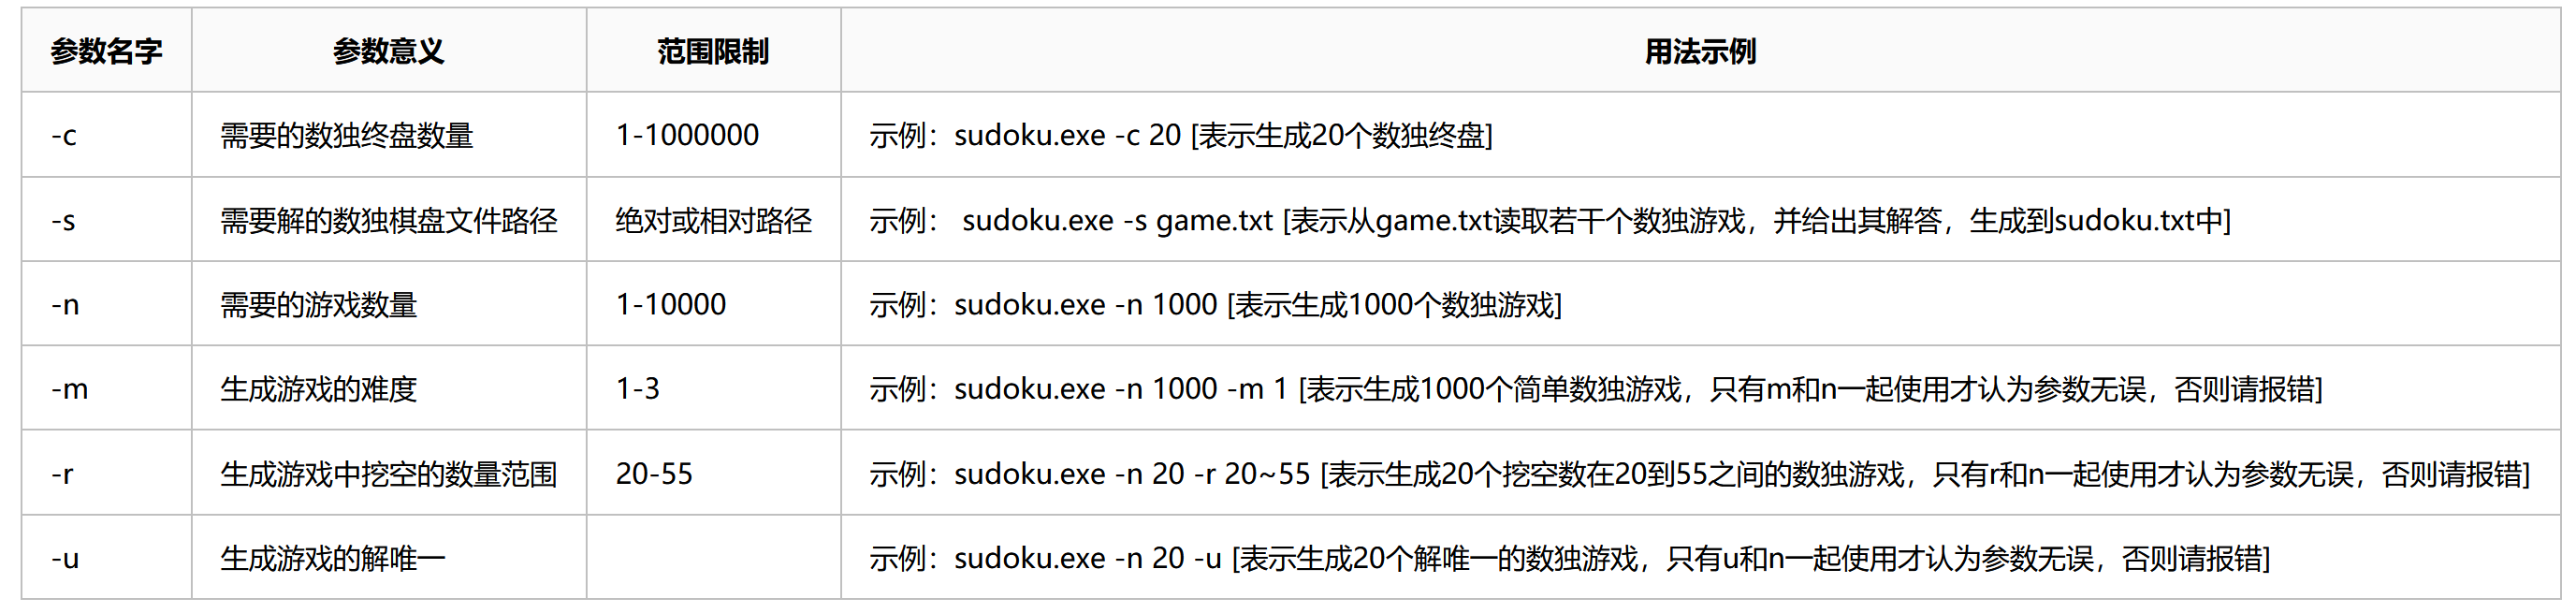 参数名字 参数意义 范围限制 用法示例
-c 需要的数独终盘数量 1-1000000 示例：sudoku.exe -c 20 [表示生成20个数独终盘]
-s 需要解的数独棋盘文件路径 绝对或相对路径 示例： sudoku.exe -s game.txt [表示从game.txt读取若干个数独游戏，并给出其解答，生成到sudoku.txt中]
-n 需要的游戏数量 1-10000 示例：sudoku.exe -n 1000 [表示生成1000个数独游戏]
-m 生成游戏的难度 1-3 示例：sudoku.exe -n 1000 -m 1 [表示生成1000个简单数独游戏，只有m和n一起使用才认为参数无误，否则请报错]
-r 生成游戏中挖空的数量范围 20-55 示例：sudoku.exe -n 20 -r 20~55 [表示生成20个挖空数在20到55之间的数独游戏，只有r和n一起使用才认为参数无误，否则请报错]
-u 生成游戏的解唯一 示例：sudoku.exe -n 20 -u [表示生成20个解唯一的数独游戏，只有u和n一起使用才认为参数无误，否则请报错]